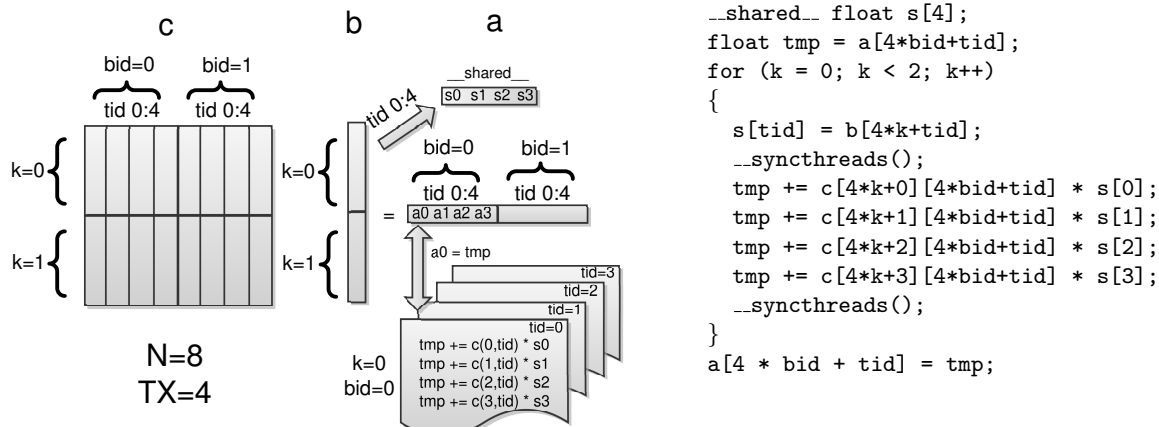 c
b
a
bid=0
bid=1
tid 0:4
tid 0:4
k=0
k=1
N=8
TX=4
k=0
k=1
tid 0:4
__shared__
s0 s1 s2 s3
bid=0
bid=1
tid 0:4
tid 0:4
=
a0 a1 a2 a3
a0 = tmp
tid=3
tid=2
tid=1
tid=0
k=0
bid=0
tmp += c(0,tid) * s0
tmp += c(1,tid) * s1
tmp += c(2,tid) * s2
tmp += c(3,tid) * s3
__shared__ float s[4];
float tmp = a[4*bid+tid];
for (k = 0; k < 2; k++)
{
s[tid] = b[4*k+tid];
__syncthreads();
tmp += c[4*k+0][4*bid+tid] * s[0];
tmp += c[4*k+1][4*bid+tid] * s[1];
tmp += c[4*k+2][4*bid+tid] * s[2];
tmp += c[4*k+3][4*bid+tid] * s[3];
__syncthreads();
}
a[4 * bid + tid] = tmp;